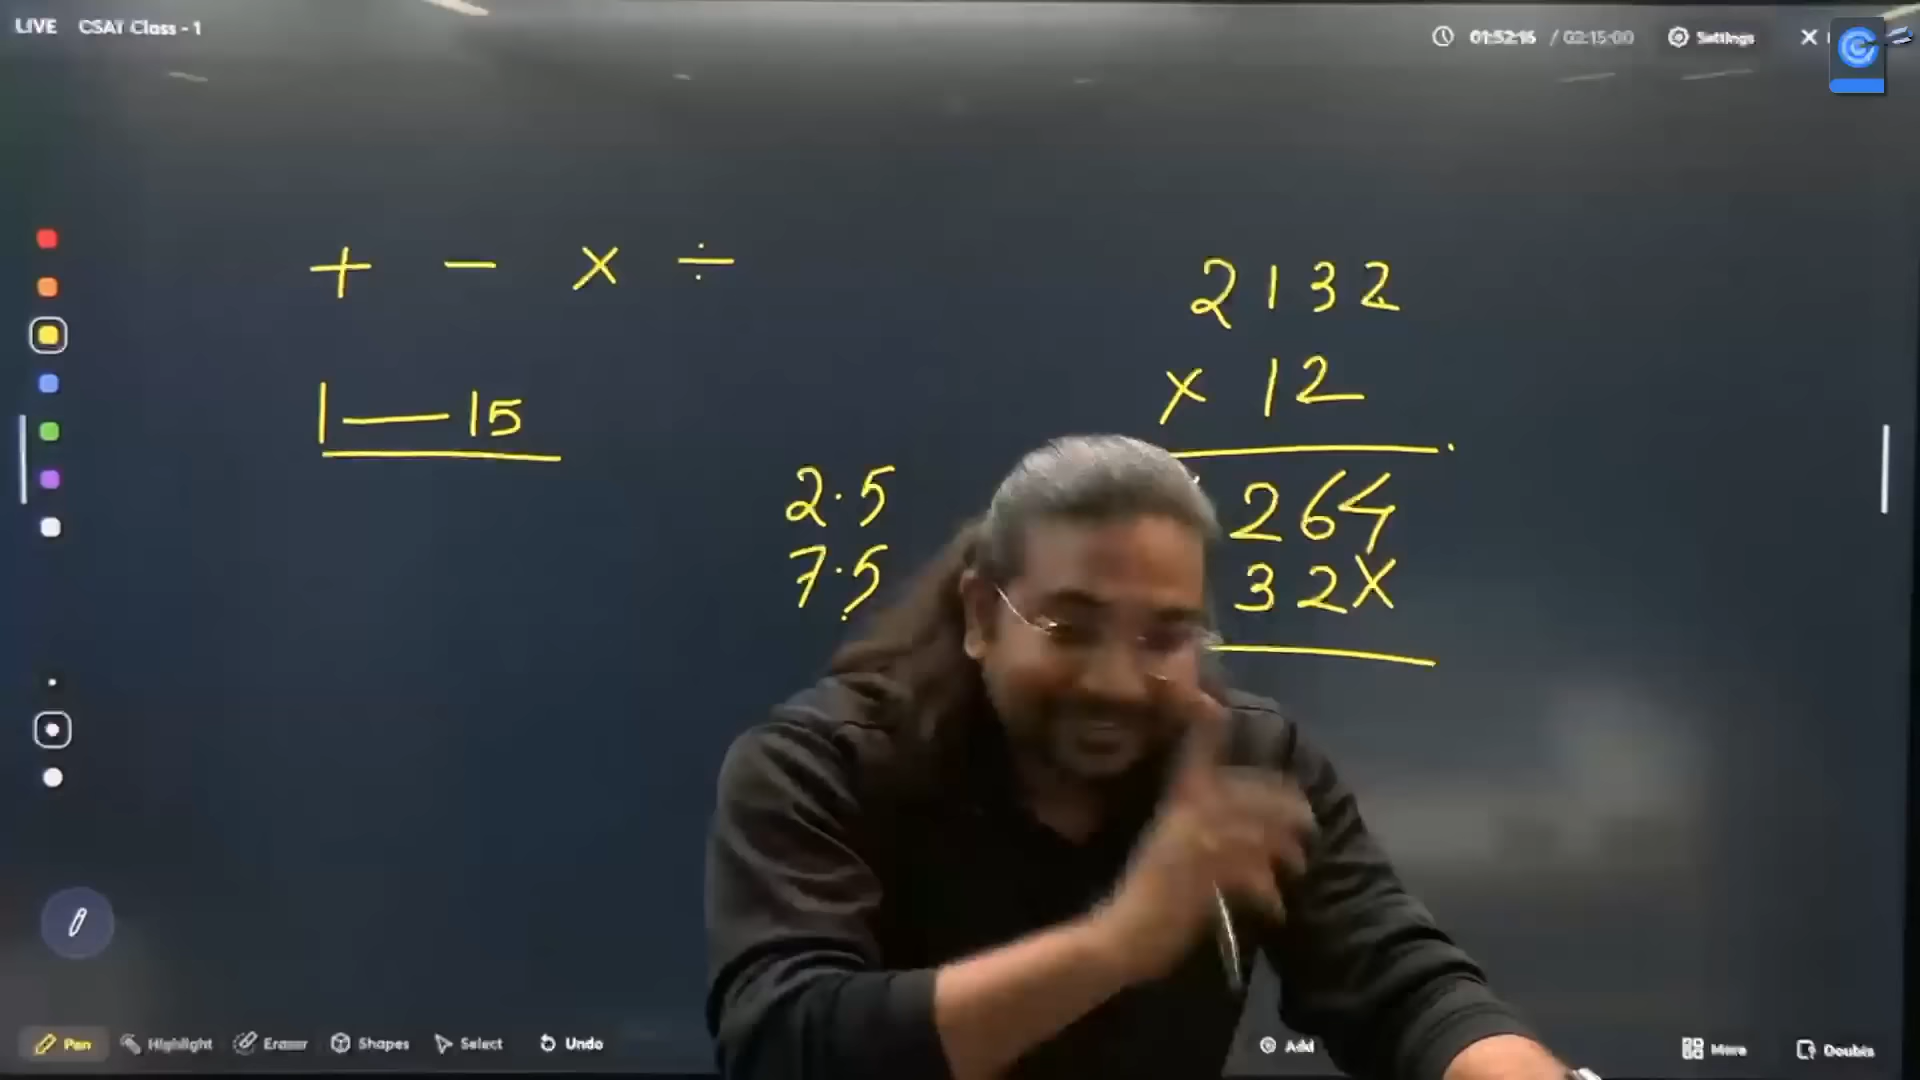 LIVE CSAT Class - 1
01:52:16 / 02:15:00 Settings
+ - × ÷
1 — 15
2132
× 12
264
32×
2.5
7.5
Pen Highlight Eraser Shapes Select Undo Add More Doubts